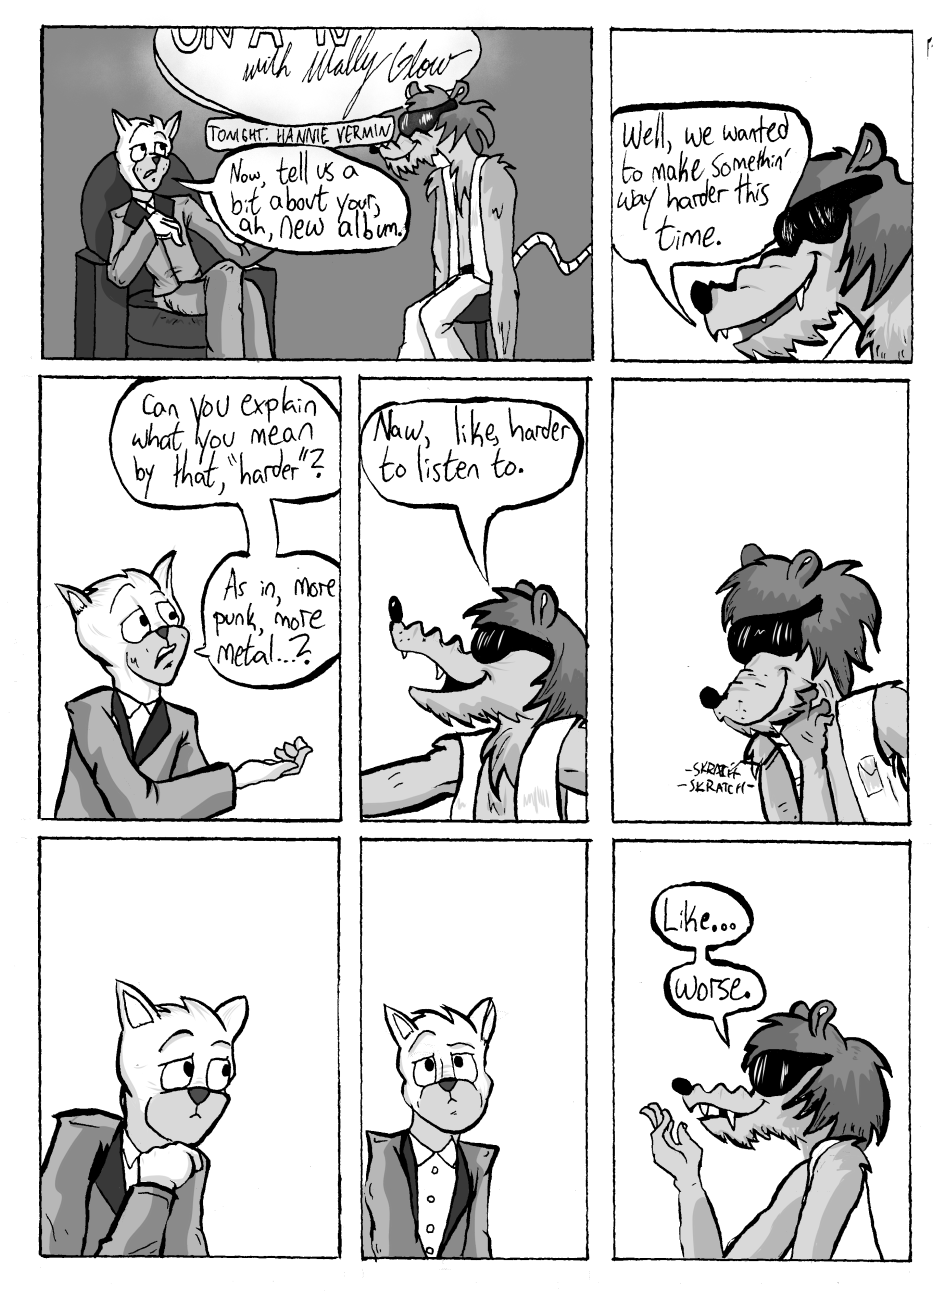 ON A
with Wally Glow
TONIGHT: HANNIE VERMIN
Now, tell us a
bit about your,
ah, new album.
Well, we wanted
to make somethin'
way harder this
time.
Can you explain
what you mean
by that, "harder"?
As in, more
punk, more
metal...?
Naw, like, harder
to listen to.
-SKRATCH
-SKRATCH-
Like...
worse.